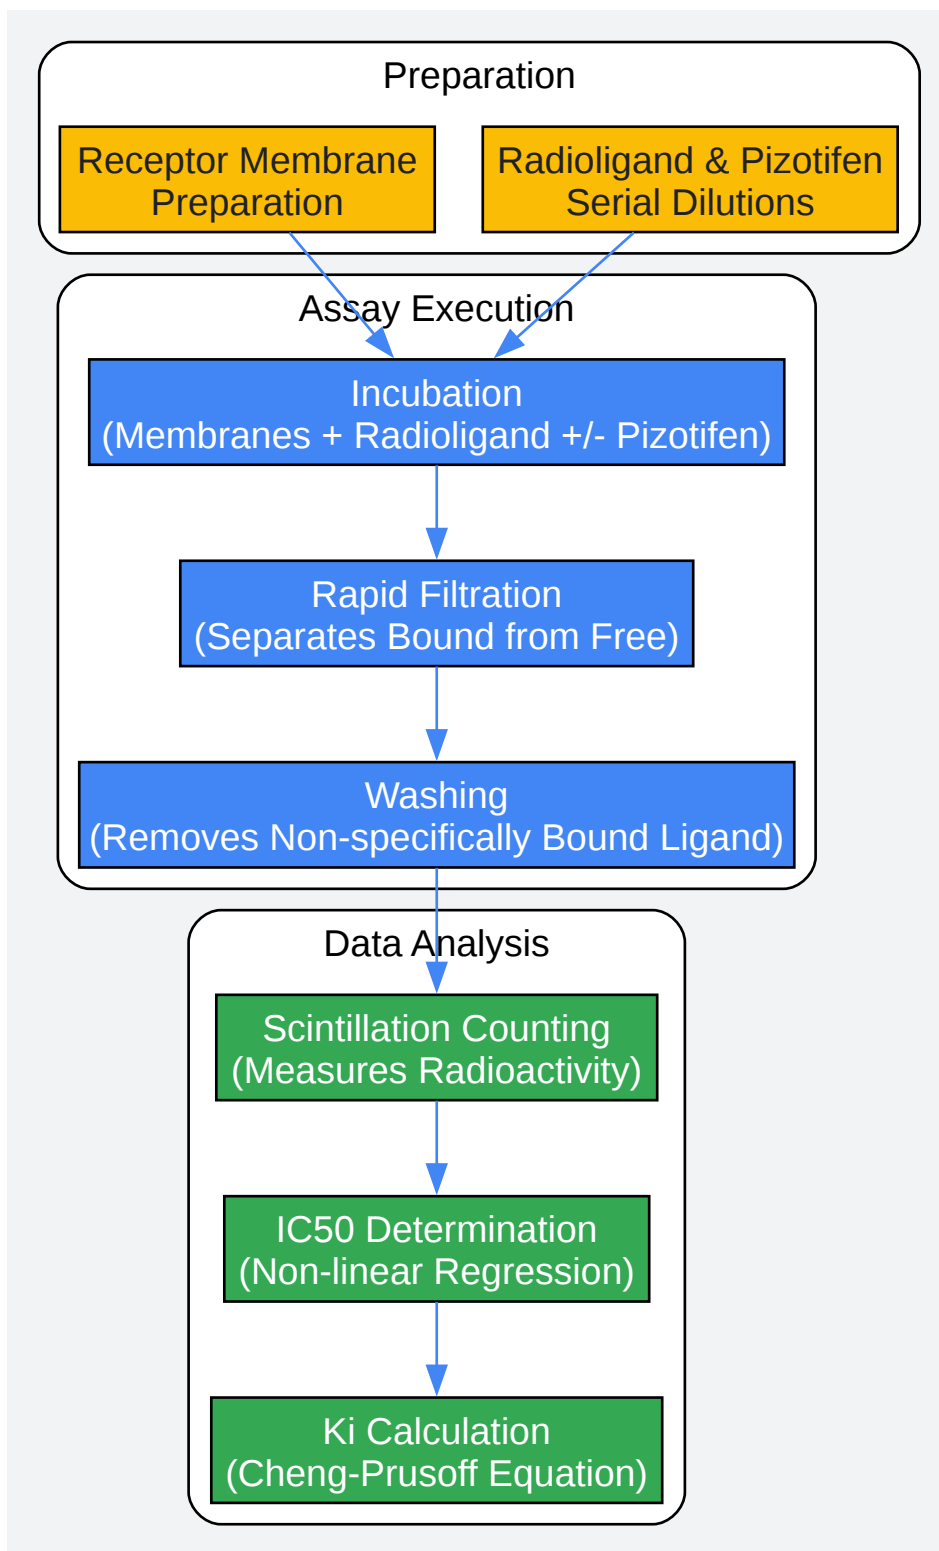 Preparation
Receptor Membrane
Preparation
Radioligand & Pizotifen
Serial Dilutions
Assay Execution
Incubation
(Membranes + Radioligand +/- Pizotifen)
Rapid Filtration
(Separates Bound from Free)
Washing
(Removes Non-specifically Bound Ligand)
Data Analysis
Scintillation Counting
(Measures Radioactivity)
IC50 Determination
(Non-linear Regression)
Ki Calculation
(Cheng-Prusoff Equation)